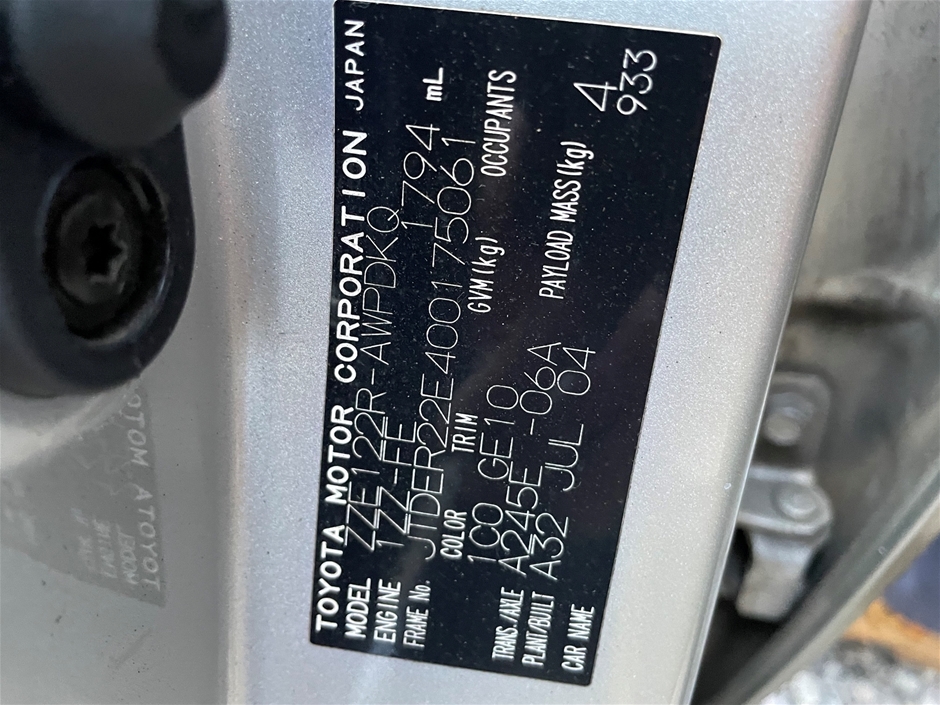 TOYOTA MOTOR CORPORATION JAPAN
MODEL ZZE122R-AWPDKQ
ENGINE 1ZZ-FE 1794 mL
FRAME No. JTDER22E400175061
COLOR TRIM GVM(kg) OCCUPANTS
1C0 GE10 4
TRANS./AXLE A245E -06A PAYLOAD MASS(kg) 933
PLANT/BUILT A32 JUL 04
CAR NAME